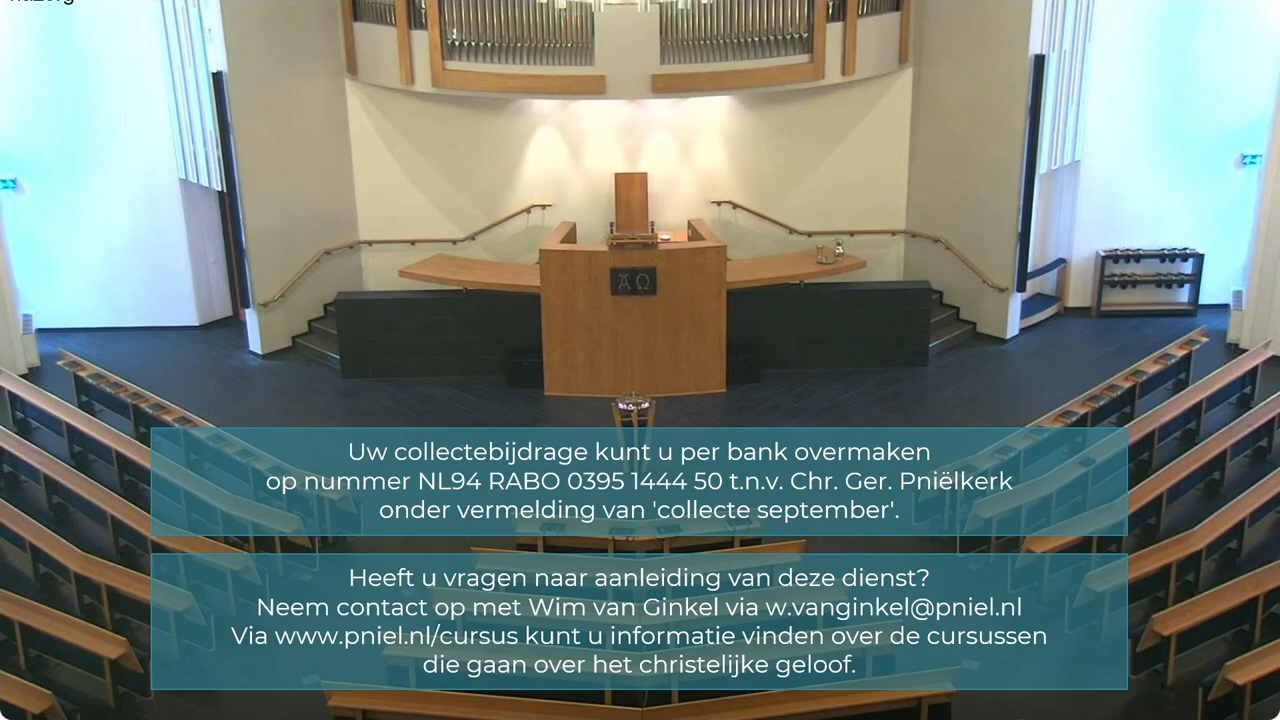 nazorg
ΑΩ
Uw collectebijdrage kunt u per bank overmaken
op nummer NL94 RABO 0395 1444 50 t.n.v. Chr. Ger. Pniëlkerk
onder vermelding van 'collecte september'.
Heeft u vragen naar aanleiding van deze dienst?
Neem contact op met Wim van Ginkel via w.vanginkel@pniel.nl
Via www.pniel.nl/cursus kunt u informatie vinden over de cursussen
die gaan over het christelijke geloof.